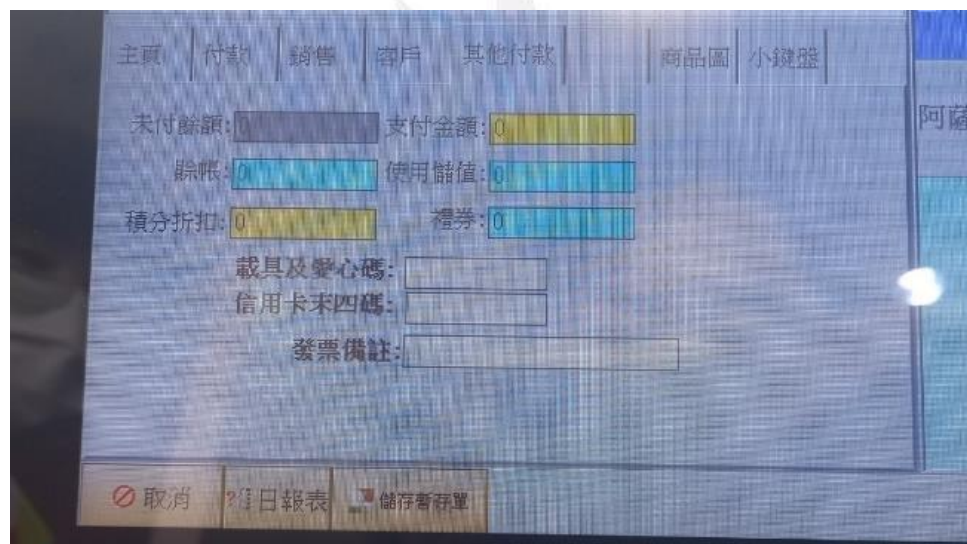 主頁 付款 銷售 客戶 其他付款 商品圖 小鍵盤
未付餘額: 0 支付金額: 0
賒帳: 0 使用儲值: 0
積分折扣: 0 禮券: 0
載具及愛心碼:
信用卡末四碼:
發票備註:
取消 日報表 儲存暫存單
阿薩